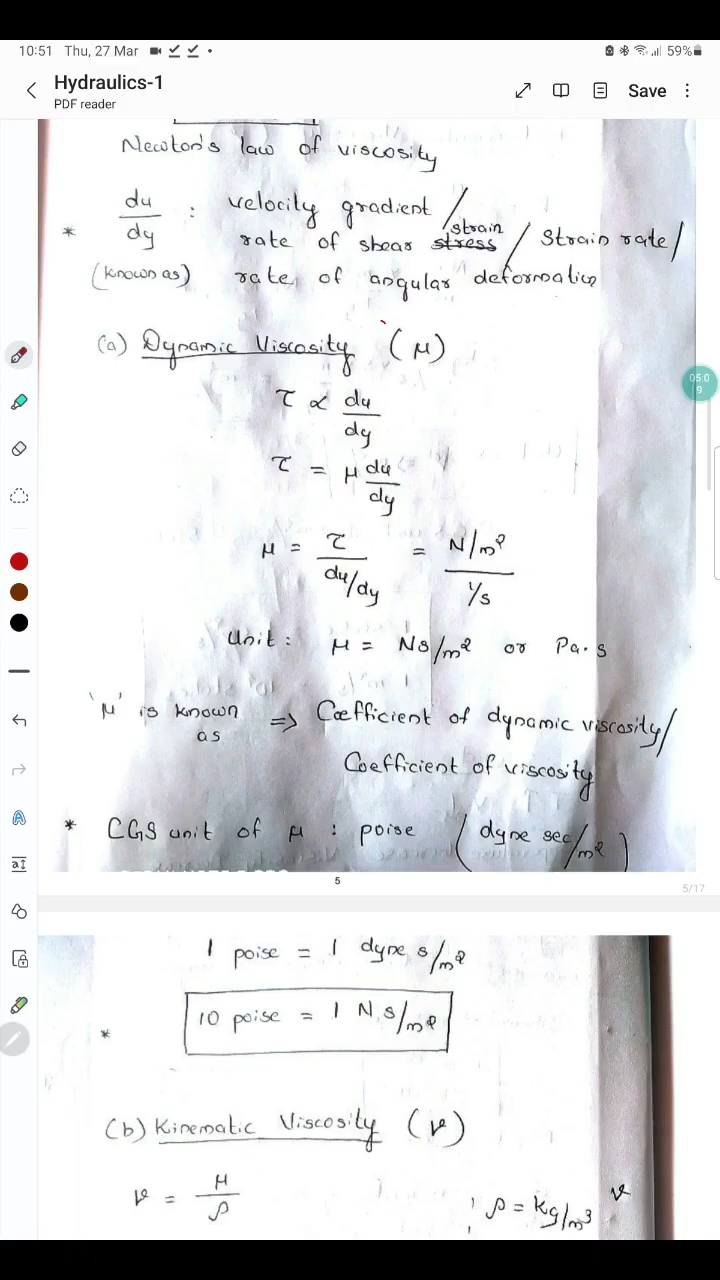 10:51 Thu, 27 Mar
59%
Hydraulics-1
PDF reader
Save
Newton's law of viscosity
* du/dy : velocity gradient /
rate of shear strain stress / Strain rate /
(known as) rate of angular deformation
(a) Dynamic Viscosity (μ)
τ ∝ du/dy
τ = μ du/dy
μ = τ / du/dy = N/m² / 1/s
Unit : μ = Ns/m² or Pa.s
'μ' is known as ⇒ Coefficient of dynamic viscosity/
Coefficient of viscosity
* CGS unit of μ : poise (dyne sec/m²)
5
5/17
1 poise = 1 dyne s/m²
* 10 poise = 1 N s/m²
(b) Kinematic Viscosity (ν)
ν = μ/ρ ; ρ = kg/m³ ν
05:09